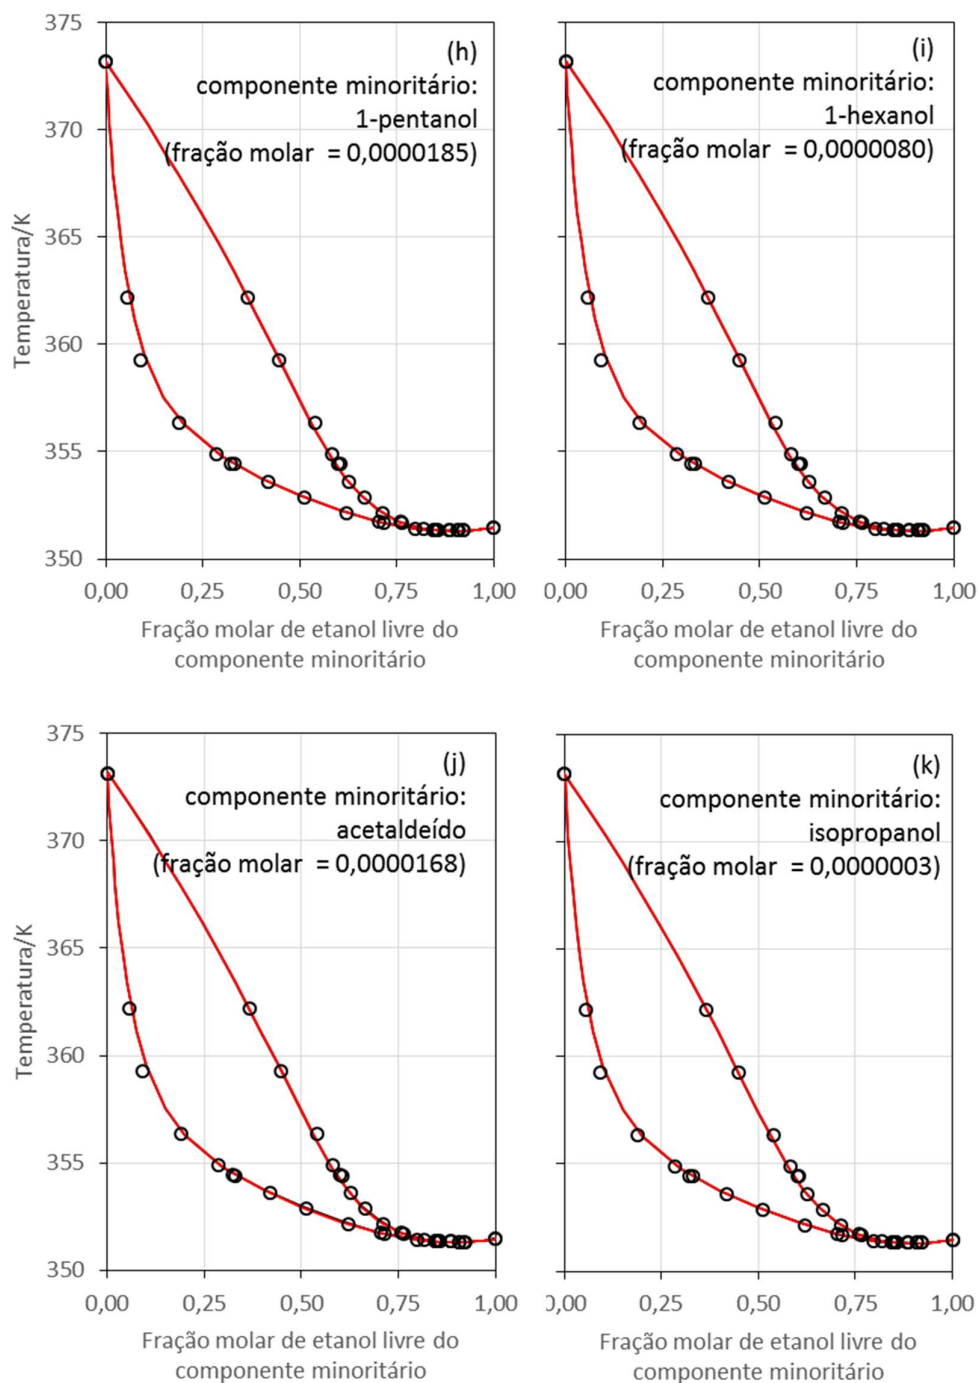 375
370
365
360
355
350
Temperatura/K
(h)
componente minoritário:
1-pentanol
(fração molar = 0,0000185)
0,00 0,25 0,50 0,75 1,00
Fração molar de etanol livre do
componente minoritário
(i)
componente minoritário:
1-hexanol
(fração molar = 0,0000080)
0,00 0,25 0,50 0,75 1,00
Fração molar de etanol livre do
componente minoritário
375
370
365
360
355
350
Temperatura/K
(j)
componente minoritário:
acetaldeído
(fração molar = 0,0000168)
0,00 0,25 0,50 0,75 1,00
Fração molar de etanol livre do
componente minoritário
(k)
componente minoritário:
isopropanol
(fração molar = 0,0000003)
0,00 0,25 0,50 0,75 1,00
Fração molar de etanol livre do
componente minoritário